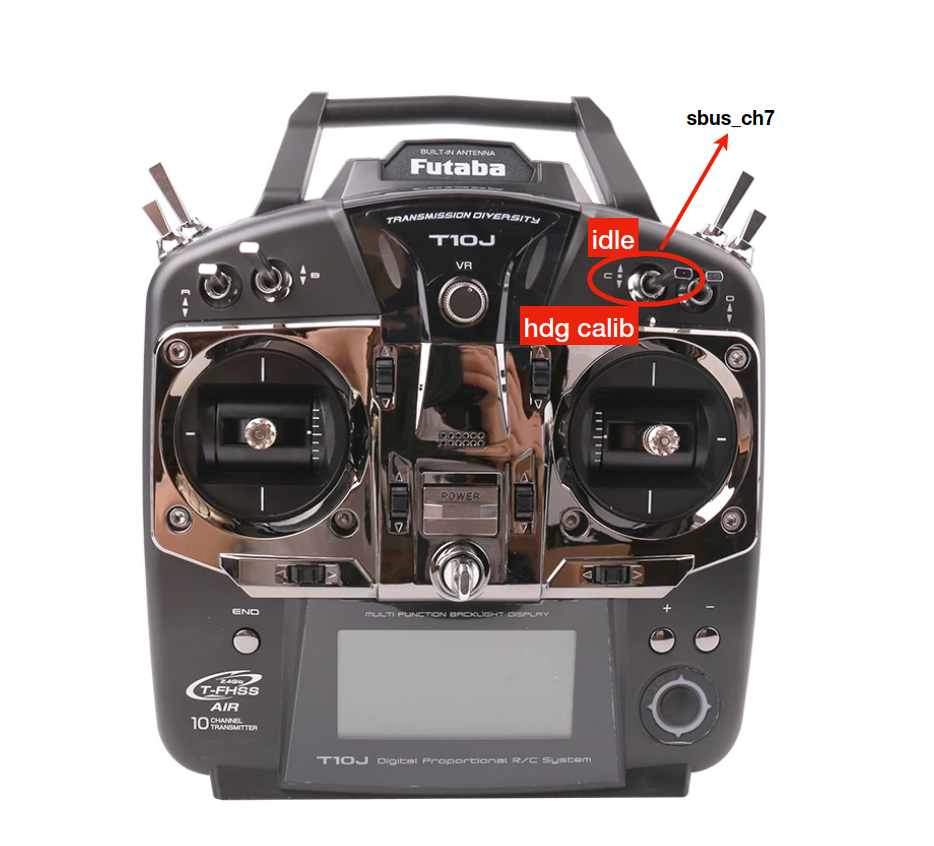 sbus_ch7
BUILT-IN ANTENNA
Futaba
TRANSMISSION DIVERSITY
T10J
idle
VR
hdg calib
POWER
MULTI FUNCTION BACKLIGHT DISPLAY
END
+ −
2.4GHz
T-FHSS
AIR
10 CHANNEL
TRANSMITTER
T10J Digital Proportional R/C System